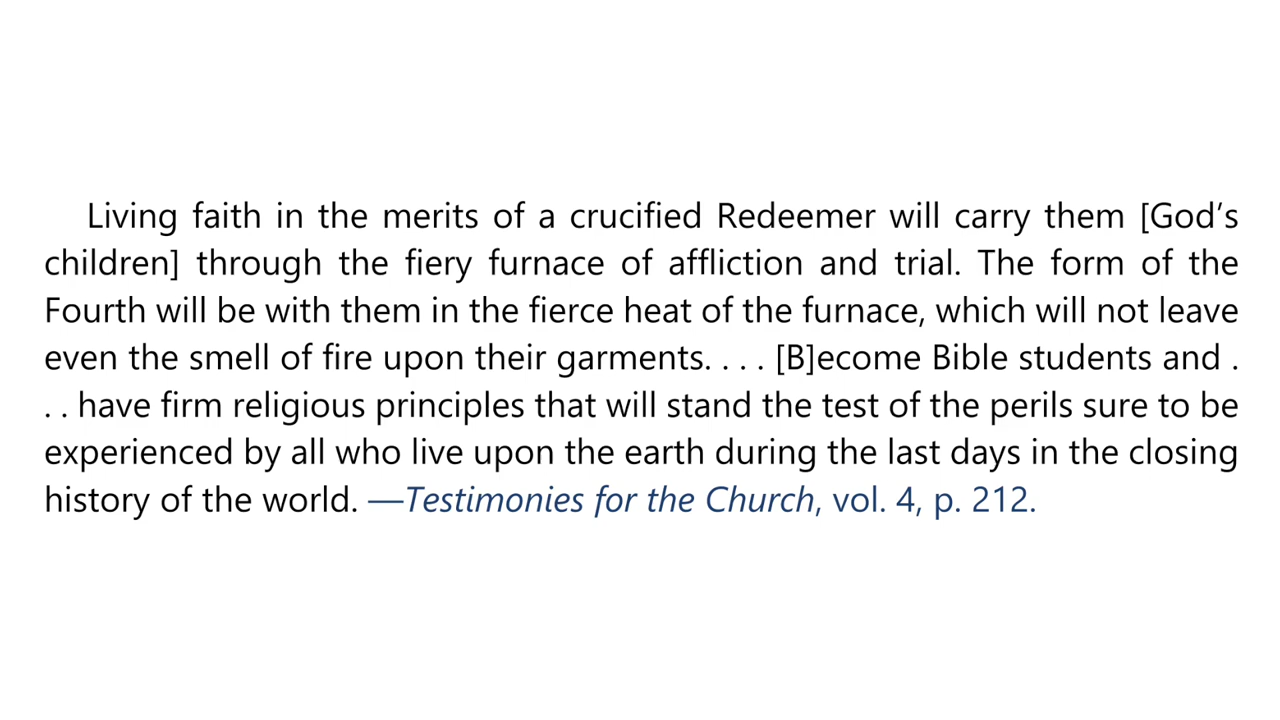 Living faith in the merits of a crucified Redeemer will carry them [God’s
children] through the fiery furnace of affliction and trial. The form of the
Fourth will be with them in the fierce heat of the furnace, which will not leave
even the smell of fire upon their garments. . . . [B]ecome Bible students and .
. . have firm religious principles that will stand the test of the perils sure to be
experienced by all who live upon the earth during the last days in the closing
history of the world. —Testimonies for the Church, vol. 4, p. 212.